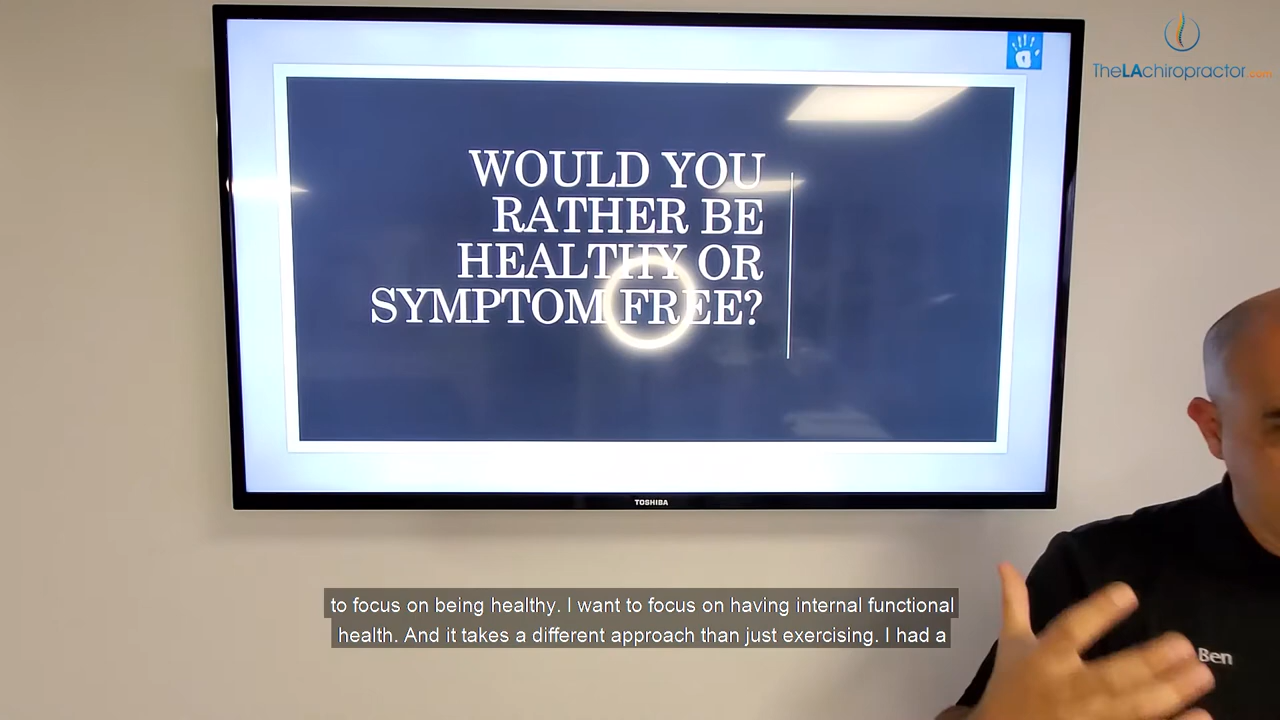 TheLAchiropractor.com
WOULD YOU
RATHER BE
HEALTHY OR
SYMPTOM FREE?
TOSHIBA
to focus on being healthy. I want to focus on having internal functional
health. And it takes a different approach than just exercising. I had a
Ben